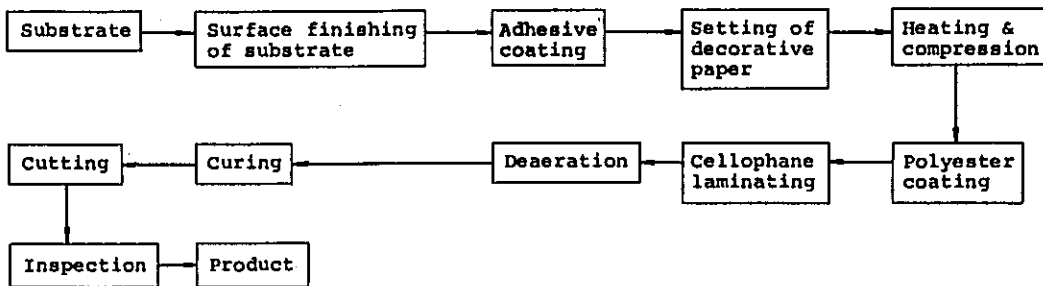 Substrate
Surface finishing
of substrate
Adhesive
coating
Setting of
decorative
paper
Heating &
compression
Polyester
coating
Cellophane
laminating
Deaeration
Curing
Cutting
Inspection
Product